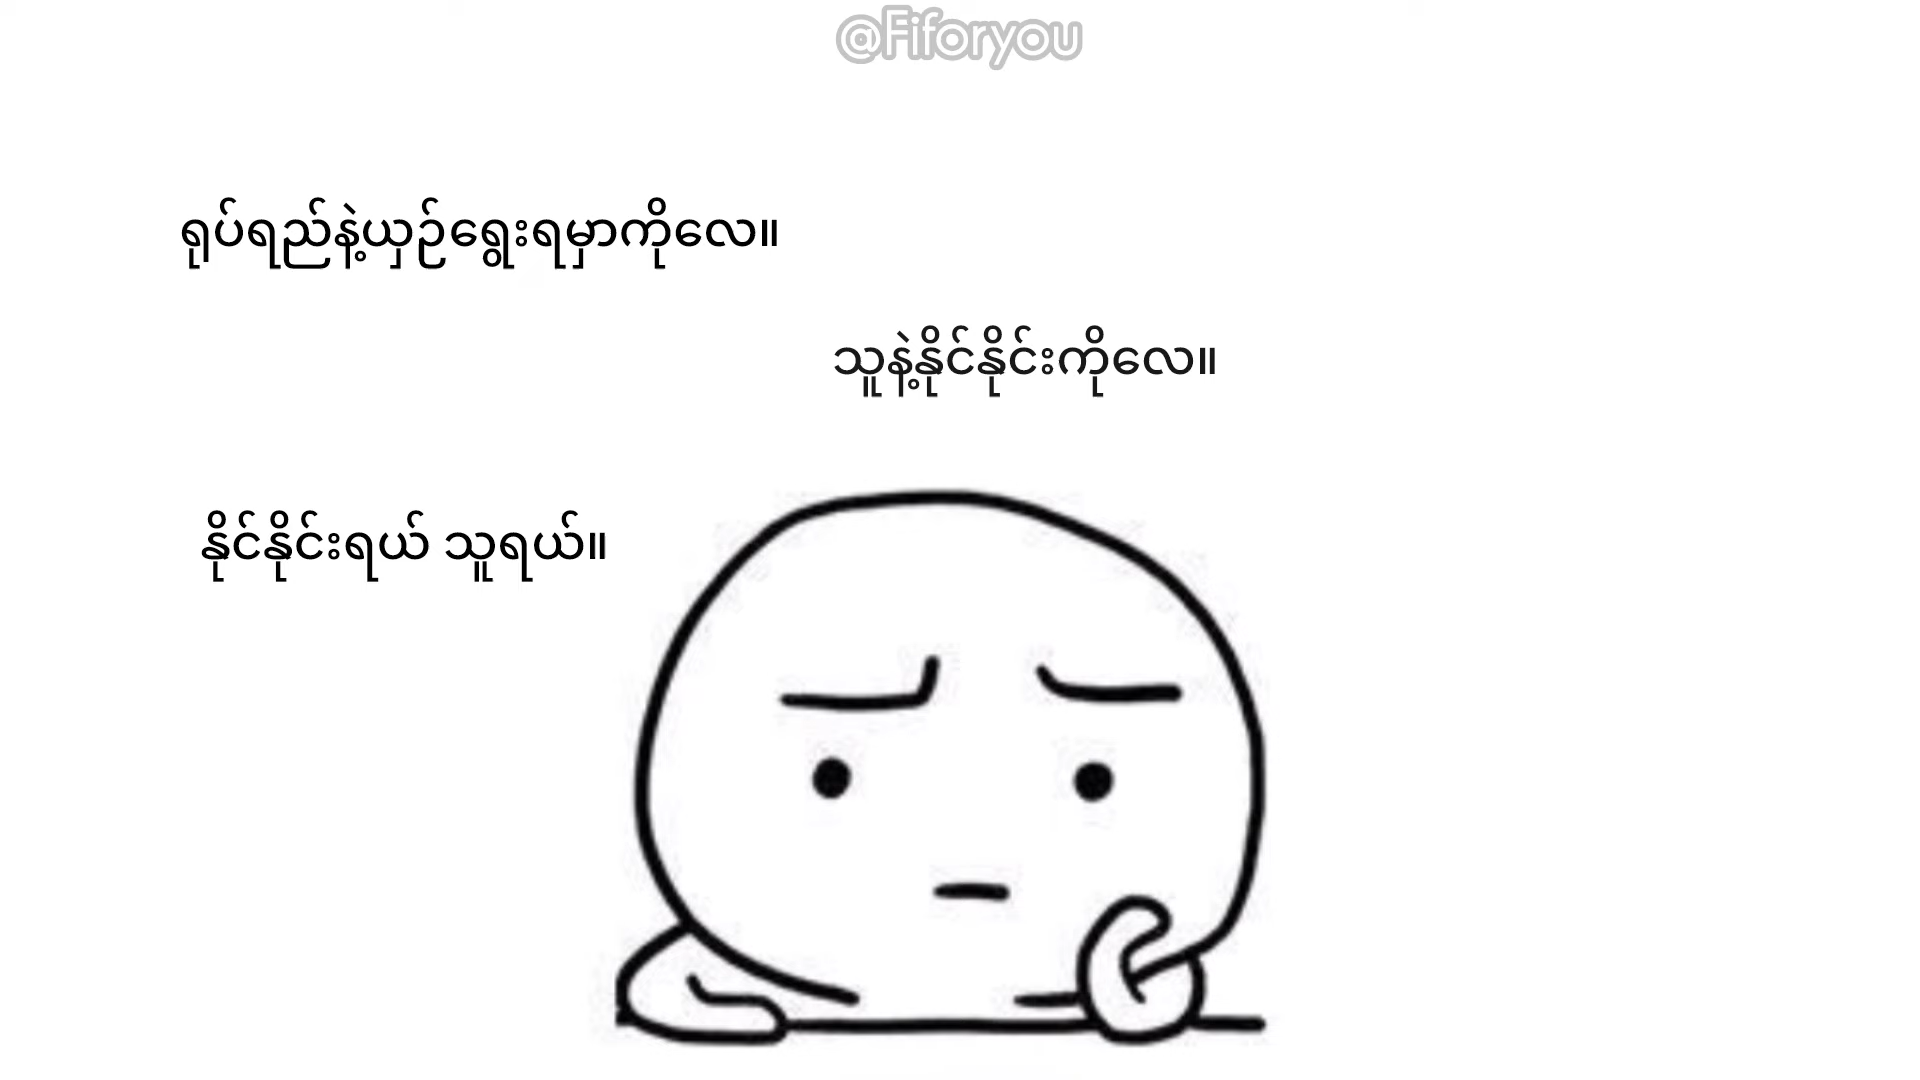 @Fiforyou
ရုပ်ရည်နဲ့ယှဉ်ရွေးရမှာကိုလေ။
သူနဲ့နိုင်နိုင်းကိုလေ။
နိုင်နိုင်းရယ် သူရယ်။